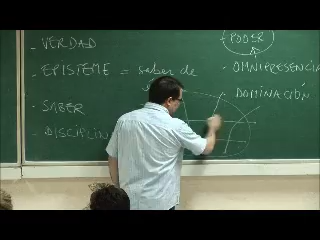 - VERDAD
- EPISTEME = saber de
- SABER
- DISCIPLIN
PODER
- OMNIPRESENCIA
- DOMINACIÓN